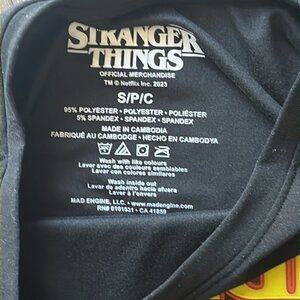 STRANGER
THINGS
OFFICIAL MERCHANDISE
TM © Netflix Inc. 2023
S/P/C
95% POLYESTER • POLYESTER • POLIÉSTER
5% SPANDEX • SPANDEX • SPANDEX
MADE IN CAMBODIA
FABRIQUÉ AU CAMBODGE • HECHO EN CAMBODYA
Wash with like colours
Laver avec des couleurs semblables
Lavar con colores similares
Wash inside out
Lavar de adentro hacia afuera
Laver à l'envers
MAD ENGINE, LLC. • www.madengine.com
RN# 0101531 • CA 41859